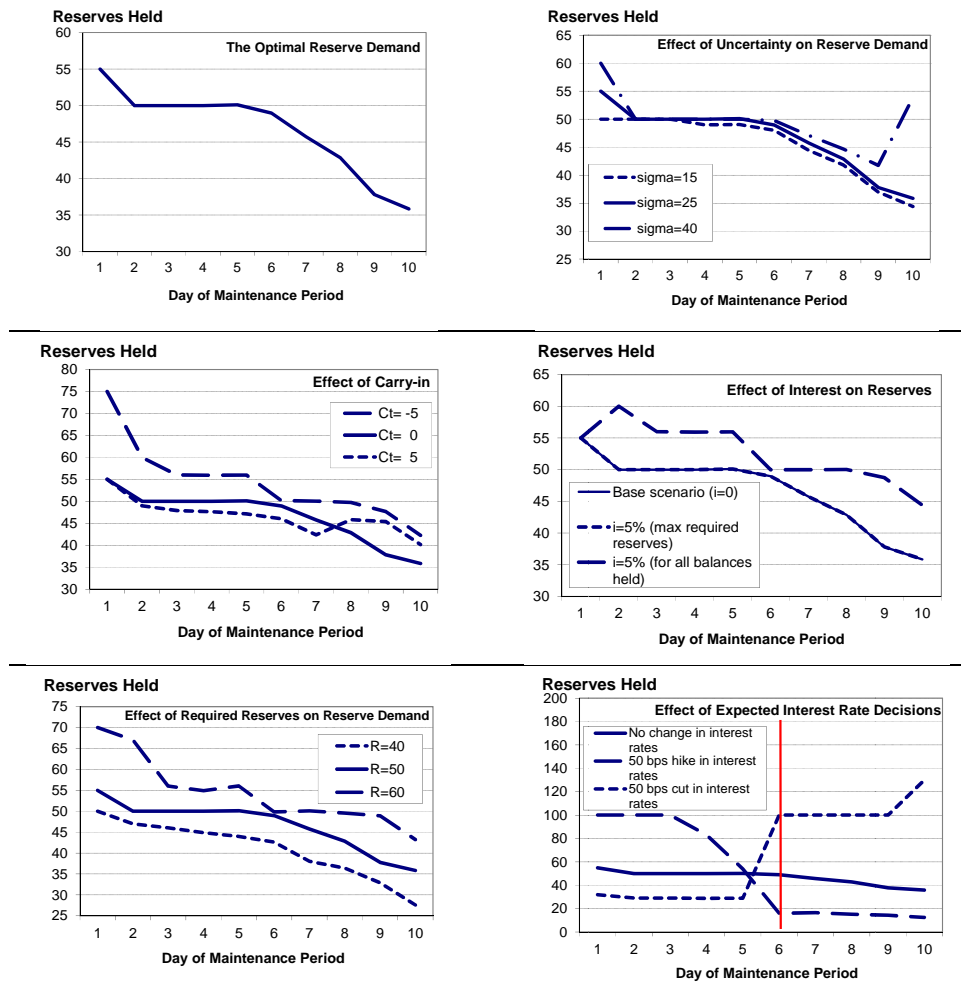 Reserves Held
The Optimal Reserve Demand
60
55
50
45
40
35
30
1 2 3 4 5 6 7 8 9 10
Day of Maintenance Period
Reserves Held
Effect of Uncertainty on Reserve Demand
65
60
55
50
45
40
35
30
25
sigma=15
sigma=25
sigma=40
1 2 3 4 5 6 7 8 9 10
Day of Maintenance Period
Reserves Held
Effect of Carry-in
80
75
70
65
60
55
50
45
40
35
30
Ct= -5
Ct= 0
Ct= 5
1 2 3 4 5 6 7 8 9 10
Day of Maintenance Period
Reserves Held
Effect of Interest on Reserves
65
60
55
50
45
40
35
30
Base scenario (i=0)
i=5% (max required
reserves)
i=5% (for all balances
held)
1 2 3 4 5 6 7 8 9 10
Day of Maintenance Period
Reserves Held
Effect of Required Reserves on Reserve Demand
75
70
65
60
55
50
45
40
35
30
25
R=40
R=50
R=60
1 2 3 4 5 6 7 8 9 10
Day of Maintenance Period
Reserves Held
Effect of Expected Interest Rate Decisions
200
180
160
140
120
100
80
60
40
20
0
No change in interest
rates
50 bps hike in interest
rates
50 bps cut in interest
rates
1 2 3 4 5 6 7 8 9 10
Day of Maintenance Period